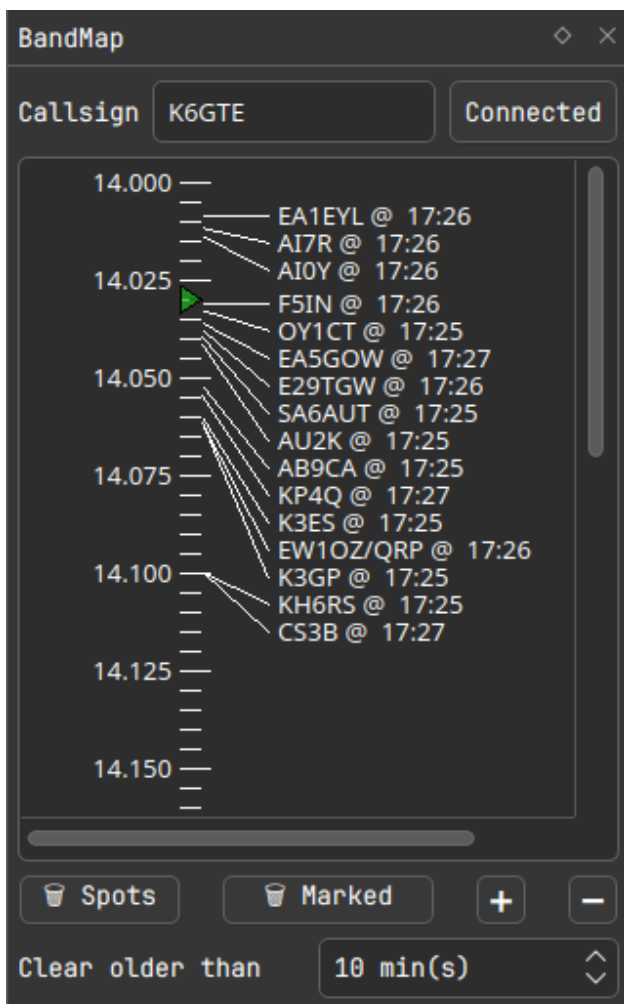 BandMap
Callsign K6GTE Connected
14.000
EA1EYL @ 17:26
AI7R @ 17:26
AI0Y @ 17:26
14.025
F5IN @ 17:26
OY1CT @ 17:25
EA5GOW @ 17:27
14.050
E29TGW @ 17:26
SA6AUT @ 17:25
AU2K @ 17:25
AB9CA @ 17:25
14.075
KP4Q @ 17:27
K3ES @ 17:25
EW1OZ/QRP @ 17:26
14.100
K3GP @ 17:25
KH6RS @ 17:25
CS3B @ 17:27
14.125
14.150
Spots Marked + −
Clear older than 10 min(s)